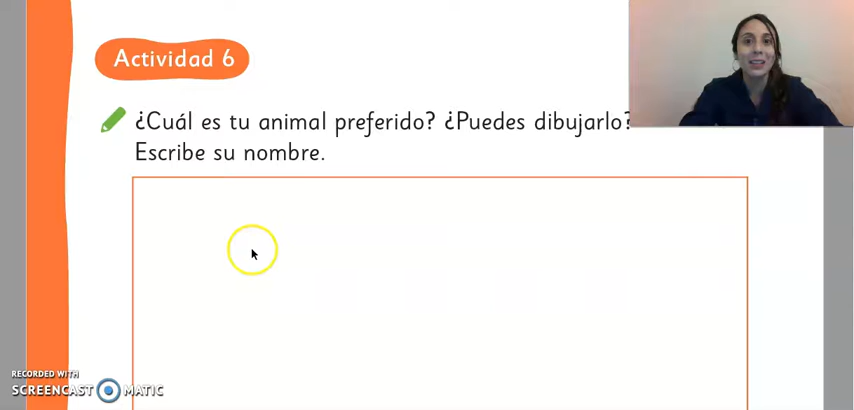 Actividad 6
¿Cuál es tu animal preferido? ¿Puedes dibujarlo?
Escribe su nombre.
RECORDED WITH
SCREENCAST MATIC